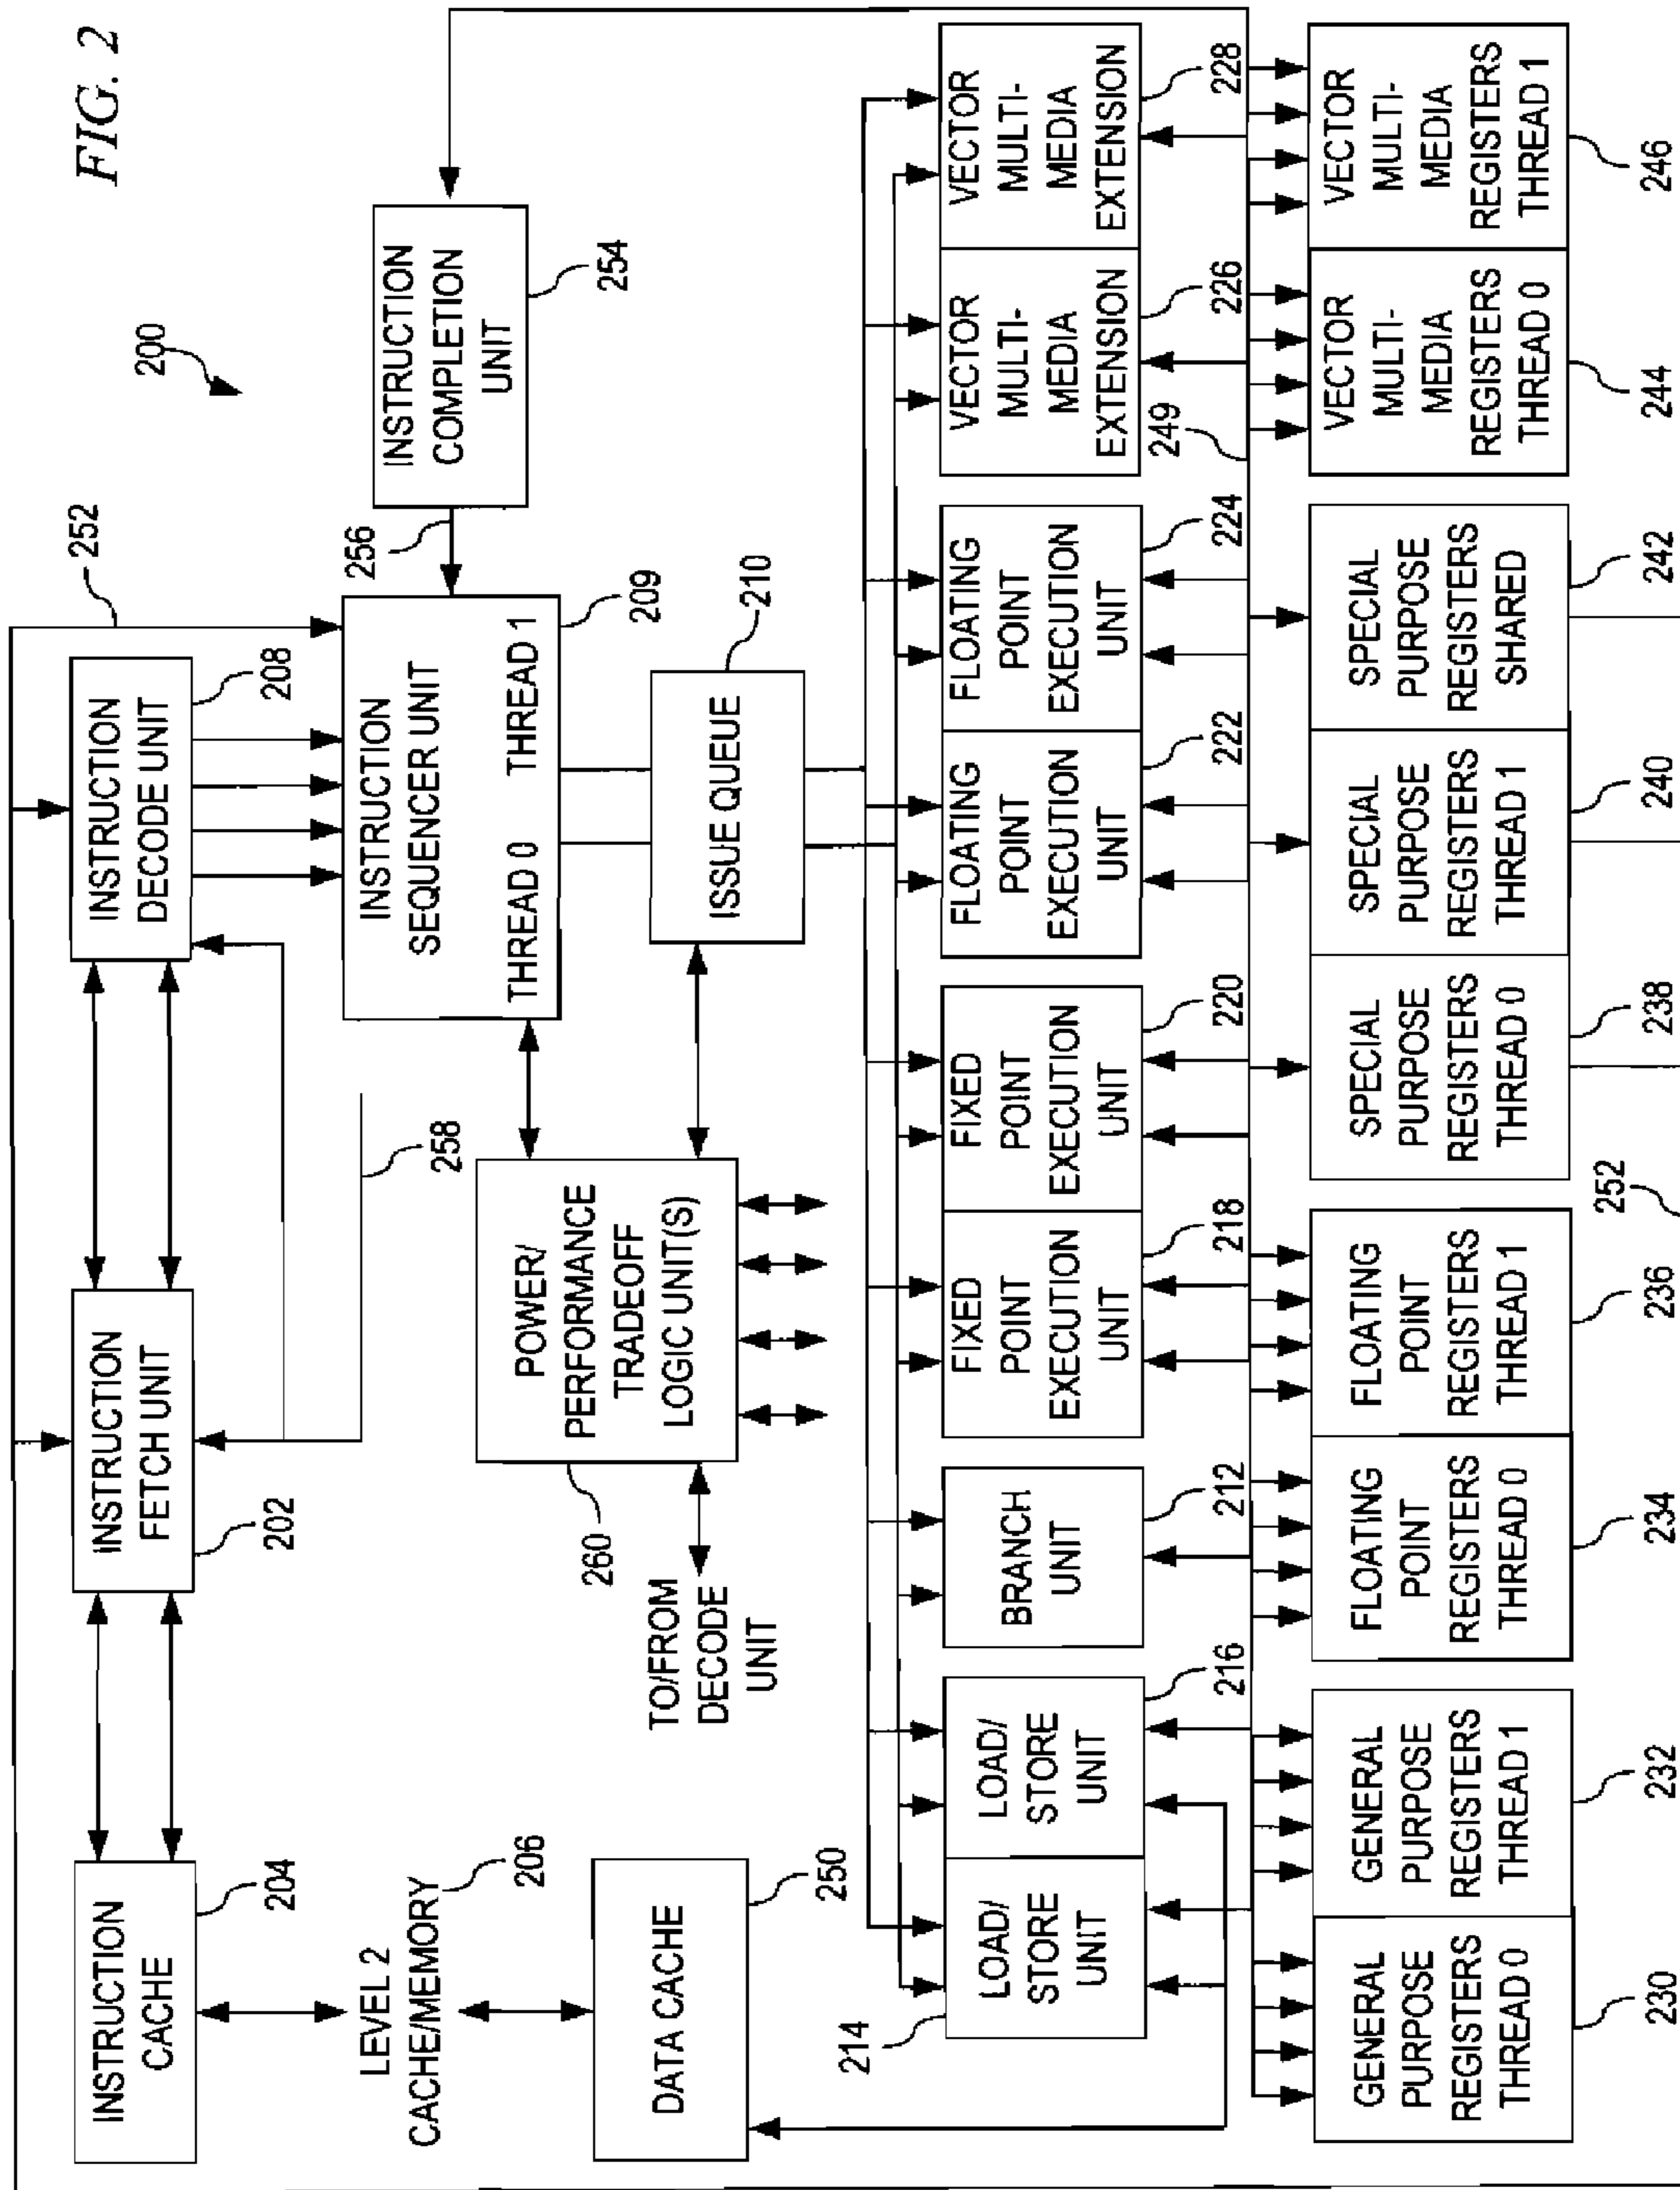 FIG. 2
200
252
INSTRUCTION
CACHE
204
INSTRUCTION
FETCH UNIT
202
INSTRUCTION
DECODE UNIT
208
LEVEL 2
CACHE/MEMORY
206
258
INSTRUCTION
SEQUENCER UNIT
THREAD 0
THREAD 1
209
256
INSTRUCTION
COMPLETION
UNIT
254
DATA CACHE
250
TO/FROM
DECODE
UNIT
260
POWER/
PERFORMANCE
TRADEOFF
LOGIC UNIT(S)
ISSUE QUEUE
210
214
LOAD/
STORE
UNIT
LOAD/
STORE
UNIT
216
BRANCH
UNIT
212
FIXED
POINT
EXECUTION
UNIT
218
FIXED
POINT
EXECUTION
UNIT
220
FLOATING
POINT
EXECUTION
UNIT
222
FLOATING
POINT
EXECUTION
UNIT
224
VECTOR
MULTI-
MEDIA
EXTENSION
226
VECTOR
MULTI-
MEDIA
EXTENSION
228
249
GENERAL
PURPOSE
REGISTERS
THREAD 0
230
GENERAL
PURPOSE
REGISTERS
THREAD 1
232
FLOATING
POINT
REGISTERS
THREAD 0
234
FLOATING
POINT
REGISTERS
THREAD 1
236
252
SPECIAL
PURPOSE
REGISTERS
THREAD 0
238
SPECIAL
PURPOSE
REGISTERS
THREAD 1
240
SPECIAL
PURPOSE
REGISTERS
SHARED
242
VECTOR
MULTI-
MEDIA
REGISTERS
THREAD 0
244
VECTOR
MULTI-
MEDIA
REGISTERS
THREAD 1
246